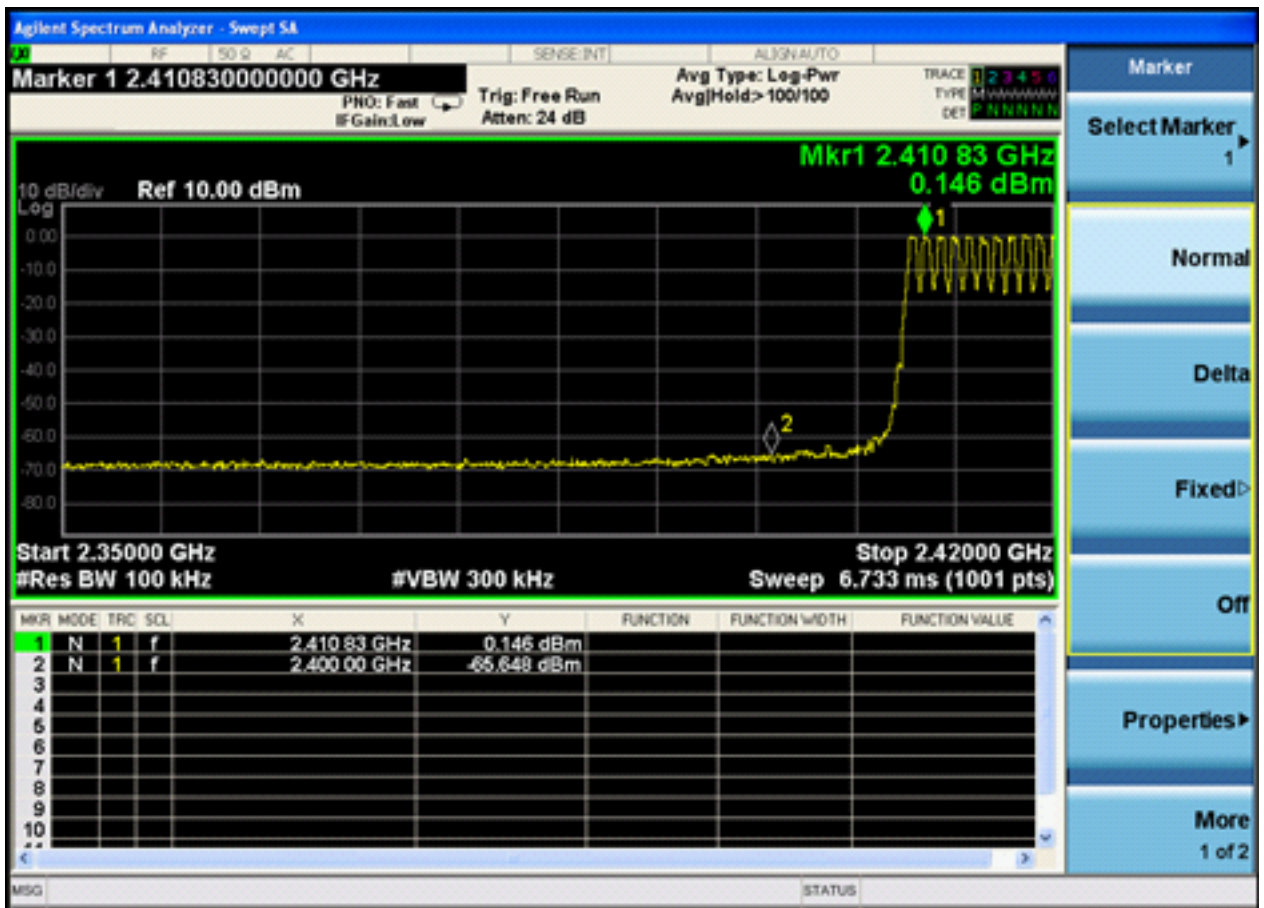 Agilent Spectrum Analyzer - Swept SA
RF 50 Ω AC SENSE:INT ALIGNAUTO
Marker 1 2.410830000000 GHz
PNO: Fast
IFGain:Low
Trig: Free Run
Atten: 24 dB
Avg Type: Log-Pwr
Avg|Hold:>100/100
TRACE 1 2 3 4 5 6
TYPE M
DET P N N N N N
Mkr1 2.410 83 GHz
0.146 dBm
10 dB/div Ref 10.00 dBm
Log
1
0.00
-10.0
-20.0
-30.0
-40.0
-50.0
2
-60.0
-70.0
-80.0
Start 2.35000 GHz Stop 2.42000 GHz
#Res BW 100 kHz #VBW 300 kHz Sweep 6.733 ms (1001 pts)
MKR MODE TRC SCL X Y FUNCTION FUNCTION WIDTH FUNCTION VALUE
1 N 1 f 2.410 83 GHz 0.146 dBm
2 N 1 f 2.400 00 GHz -65.648 dBm
3
4
5
6
7
8
9
10
MSG STATUS
Marker
Select Marker
1
Normal
Delta
Fixed
Off
Properties
More
1 of 2